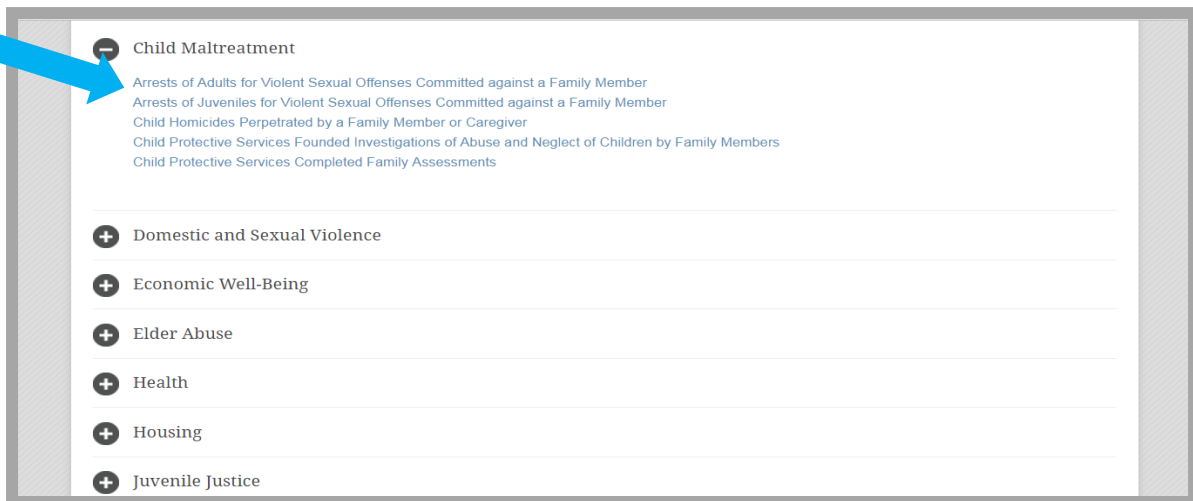 Child Maltreatment
Arrests of Adults for Violent Sexual Offenses Committed against a Family Member
Arrests of Juveniles for Violent Sexual Offenses Committed against a Family Member
Child Homicides Perpetrated by a Family Member or Caregiver
Child Protective Services Founded Investigations of Abuse and Neglect of Children by Family Members
Child Protective Services Completed Family Assessments
Domestic and Sexual Violence
Economic Well-Being
Elder Abuse
Health
Housing
Juvenile Justice